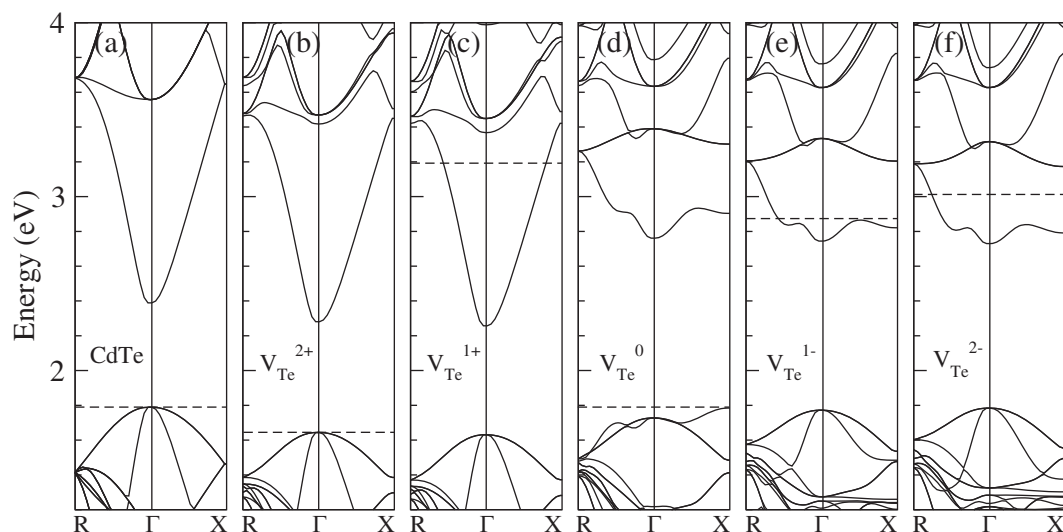 4
3
2
Energy (eV)
(a)
(b)
(c)
(d)
(e)
(f)
CdTe
V_Te^2+
V_Te^1+
V_Te^0
V_Te^1-
V_Te^2-
R Γ X R Γ X R Γ X R Γ X R Γ X R Γ X